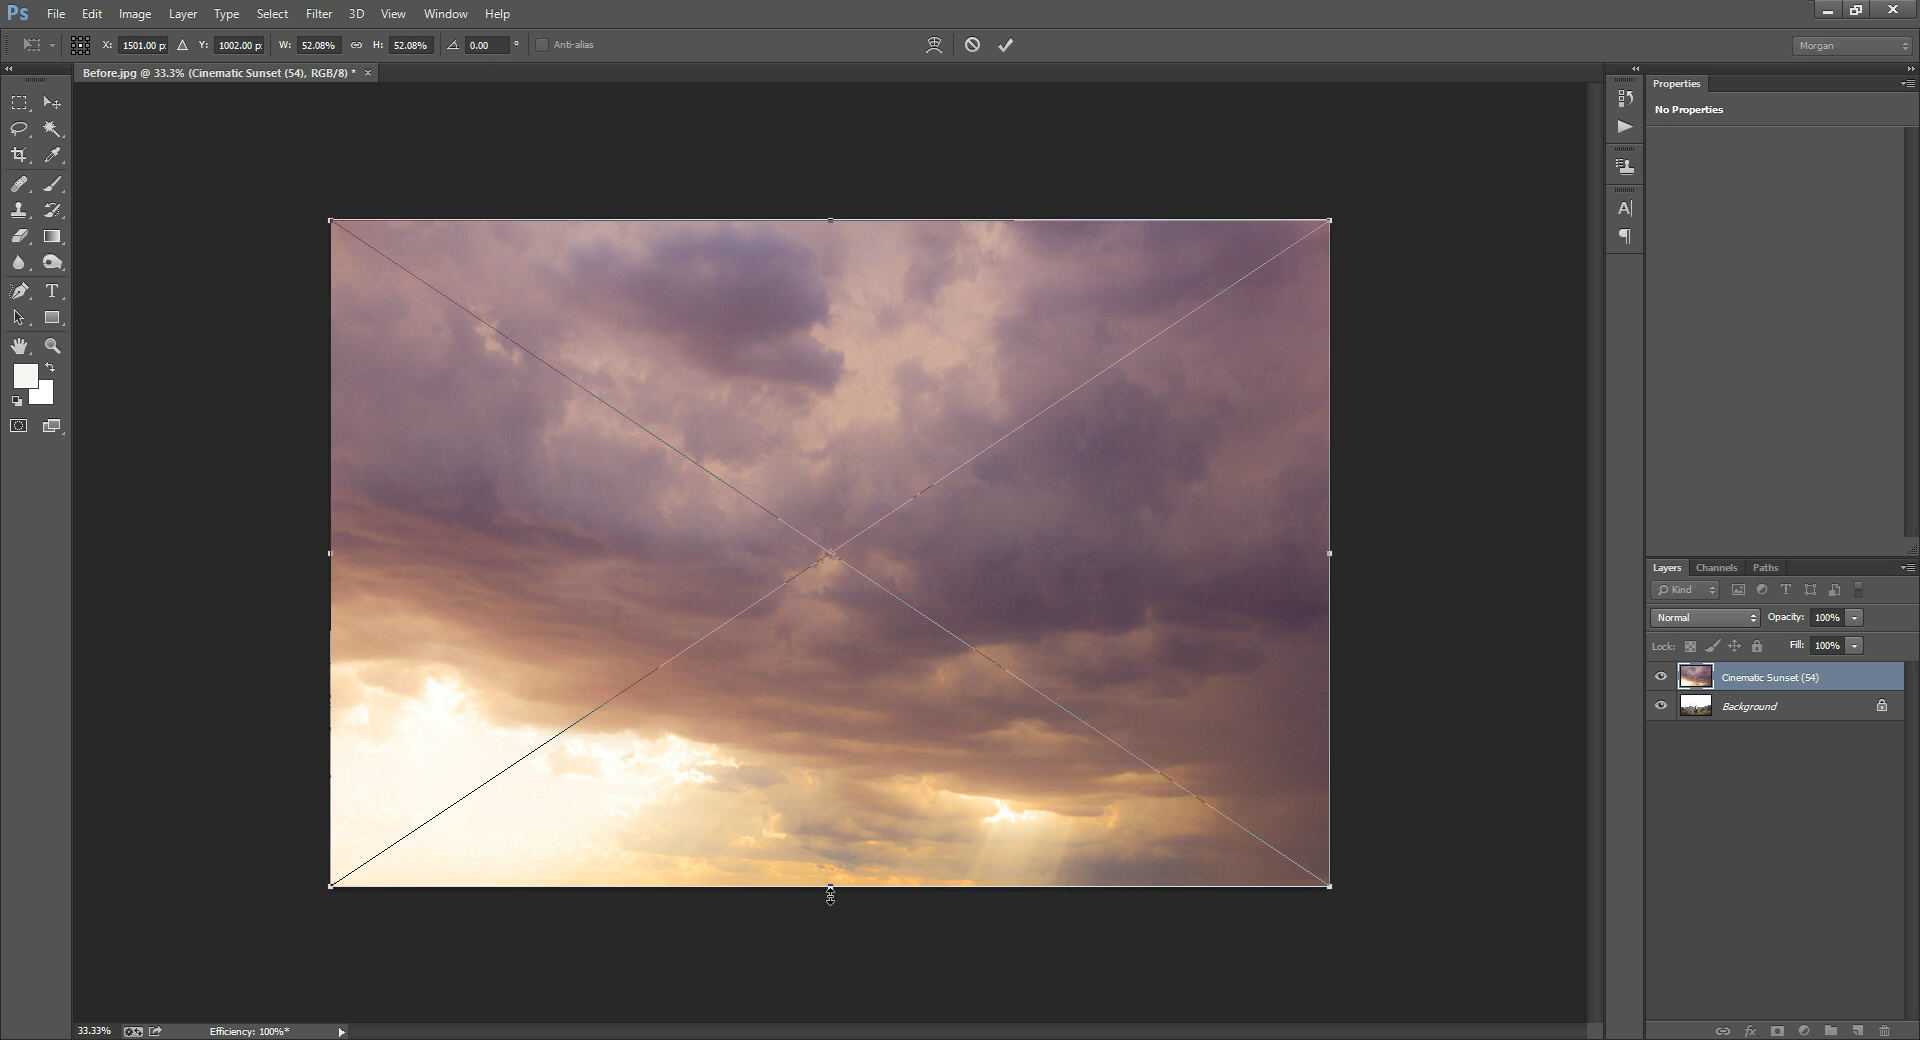 Ps File Edit Image Layer Type Select Filter 3D View Window Help
X: 1501.00 p: Y: 1002.00 p: W: 52.08% H: 52.08% 0.00 ° Anti-alias Morgan
Before.jpg @ 33.3% (Cinematic Sunset (54), RGB/8) * ×
Properties
No Properties
Layers Channels Paths
Kind
Normal Opacity: 100%
Lock: Fill: 100%
Cinematic Sunset (54)
Background
33.33% Efficiency: 100%*